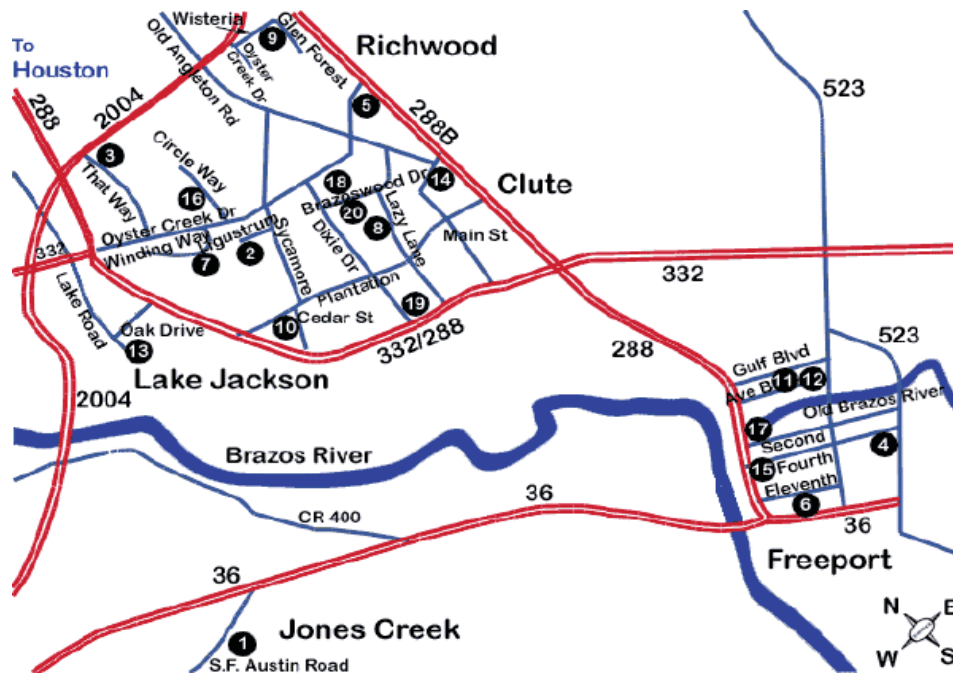 Wisteria
9
Glen Forest
Oyster
Creek Dr
Richwood
To
Houston
Old Angleton Rd
288
2004
5
288B
523
3
That Way
Circle Way
16
18
Brazoswood Dr
14
Clute
20
8
Lazy Lane
Oyster Creek Dr
Winding Way
Ligustrum
7
2
Sycamore
Dixie Dr
Main St
332
332
Lake Road
Plantation
19
10
Cedar St
Oak Drive
13
332/288
Lake Jackson
288
523
Gulf Blvd
Ave B
11
12
2004
Old Brazos River
17
Second
4
Brazos River
15
Fourth
Eleventh
6
36
36
CR 400
Freeport
36
N
E
W
S
1
Jones Creek
S.F. Austin Road